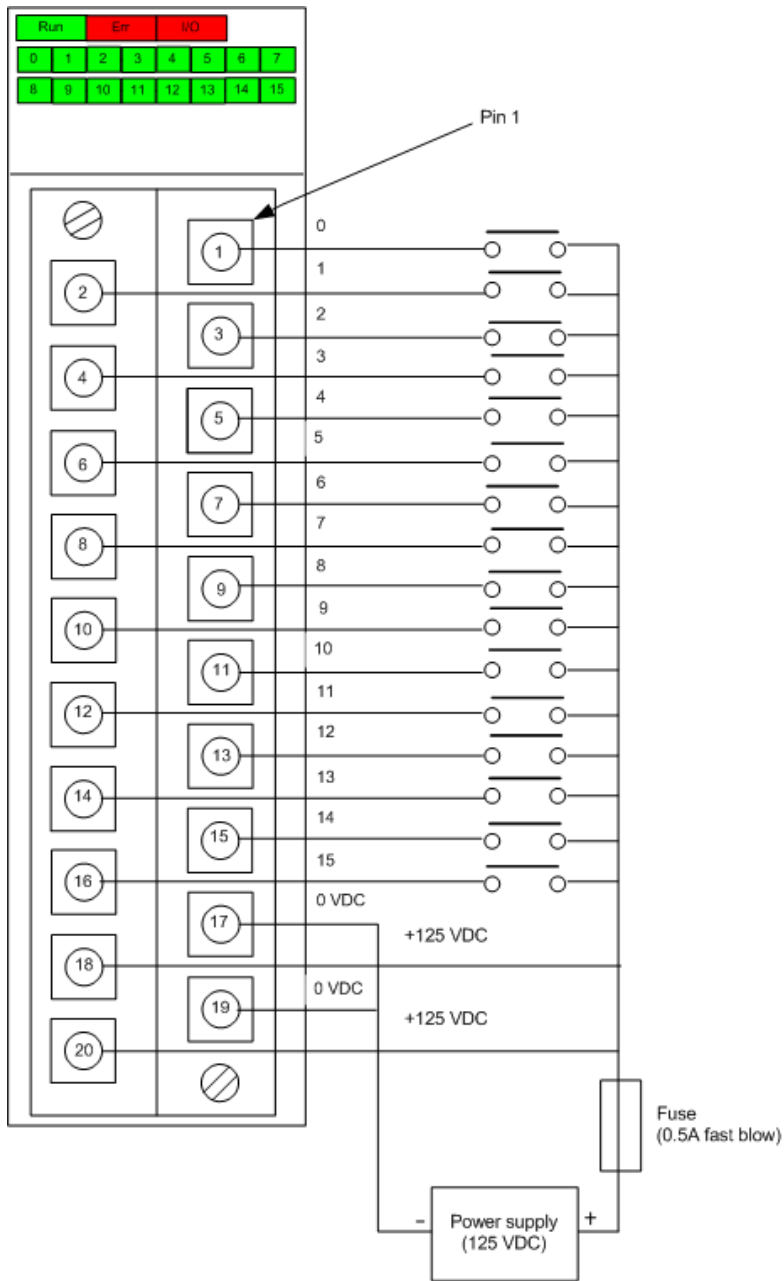 Run Err I/O
0 1 2 3 4 5 6 7
8 9 10 11 12 13 14 15
Pin 1
1 0
2 1
3 2
4 3
5 4
6 5
7 6
8 7
9 8
10 9
11 10
12 11
13 12
14 13
15 14
16 15
17 0 VDC
18 +125 VDC
19 0 VDC
20 +125 VDC
Fuse
(0.5A fast blow)
- Power supply +
(125 VDC)